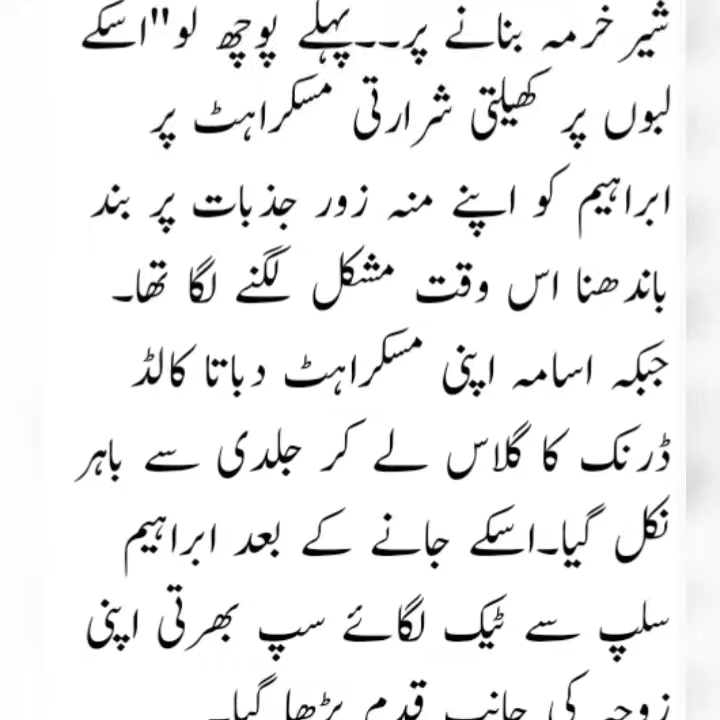 شیر خرمہ بنانے پر۔۔۔پہلے پوچھ لو"اسکے
لبوں پر کھیلتی شرارتی مسکراہٹ پر
ابراہیم کو اپنے منہ زور جذبات پر بند
باندھنا اس وقت مشکل لگنے لگا تھا۔
جبکہ اسامہ اپنی مسکراہٹ دباتا کالڈ
ڈرنک کا گلاس لے کر جلدی سے باہر
نکل گیا۔اسکے جانے کے بعد ابراہیم
سلپ سے ٹیک لگائے سپ بھرتی اپنی
زوجہ کی جانب قدم بڑھا گیا۔